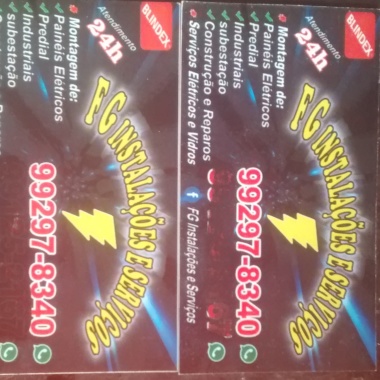 BLINDEX
Atendimento
24h
FG INSTALAÇÕES E SERVIÇOS
Montagem de:
Painéis Elétricos
Predial
Industriais
subestação
99297-8340
BLINDEX
Atendimento
24h
FG INSTALAÇÕES E SERVIÇOS
Montagem de:
Painéis Elétricos
Predial
Industriais
subestação
Construção e Reparos
Serviços Elétricos e Vidros
99297-8340
FG Instalações e Serviços